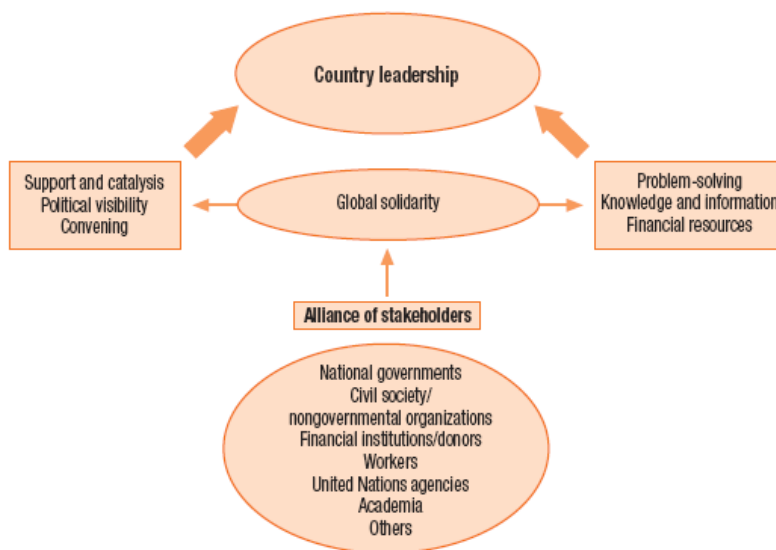 Country leadership
Support and catalysis
Political visibility
Convening
Global solidarity
Problem-solving
Knowledge and information
Financial resources
Alliance of stakeholders
National governments
Civil society/
nongovernmental organizations
Financial institutions/donors
Workers
United Nations agencies
Academia
Others